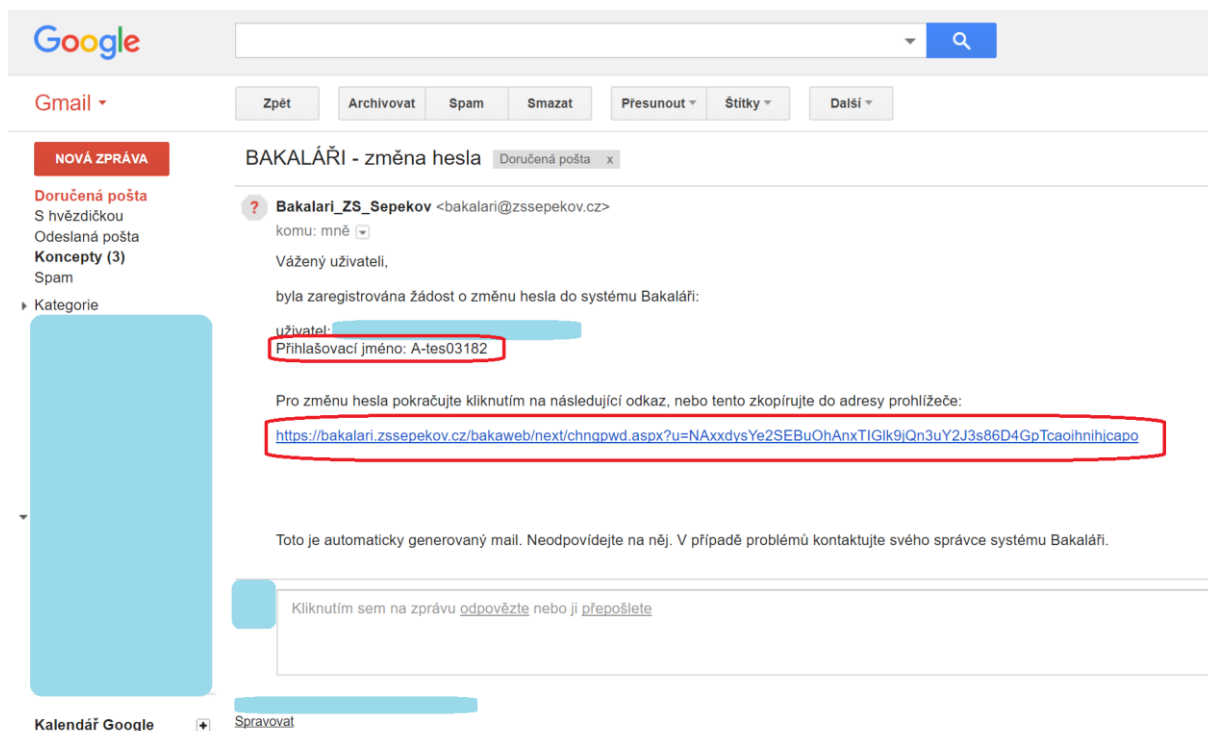 Google
Gmail
Zpět Archivovat Spam Smazat Přesunout Štítky Další
NOVÁ ZPRÁVA
Doručená pošta
S hvězdičkou
Odeslaná pošta
Koncepty (3)
Spam
Kategorie
Kalendář Google
BAKALÁŘI - změna hesla Doručená pošta x
Bakalari_ZS_Sepekov <bakalari@zssepekov.cz>
komu: mně
Vážený uživateli,
byla zaregistrována žádost o změnu hesla do systému Bakaláři:
uživatel:
Přihlašovací jméno: A-tes03182
Pro změnu hesla pokračujte kliknutím na následující odkaz, nebo tento zkopírujte do adresy prohlížeče:
https://bakalari.zssepekov.cz/bakaweb/next/chngpwd.aspx?u=NAxxdysYe2SEBuOhAnxTIGlk9jQn3uY2J3s86D4GpTcaoihnihjcapo
Toto je automaticky generovaný mail. Neodpovídejte na něj. V případě problémů kontaktujte svého správce systému Bakaláři.
Kliknutím sem na zprávu odpovězte nebo ji přepošlete
Spravovat